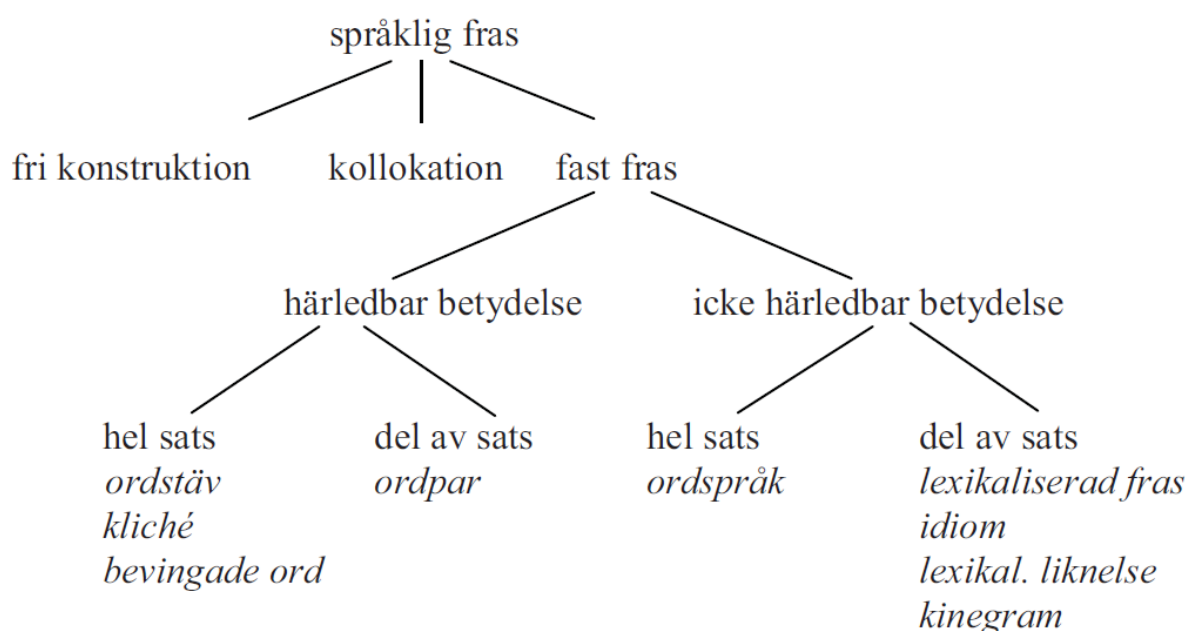 språklig fras
fri konstruktion kollokation fast fras
härledbar betydelse icke härledbar betydelse
hel sats del av sats hel sats del av sats
ordstäv ordpar ordspråk lexikaliserad fras
kliché idiom
bevingade ord lexikal. liknelse
kinegram